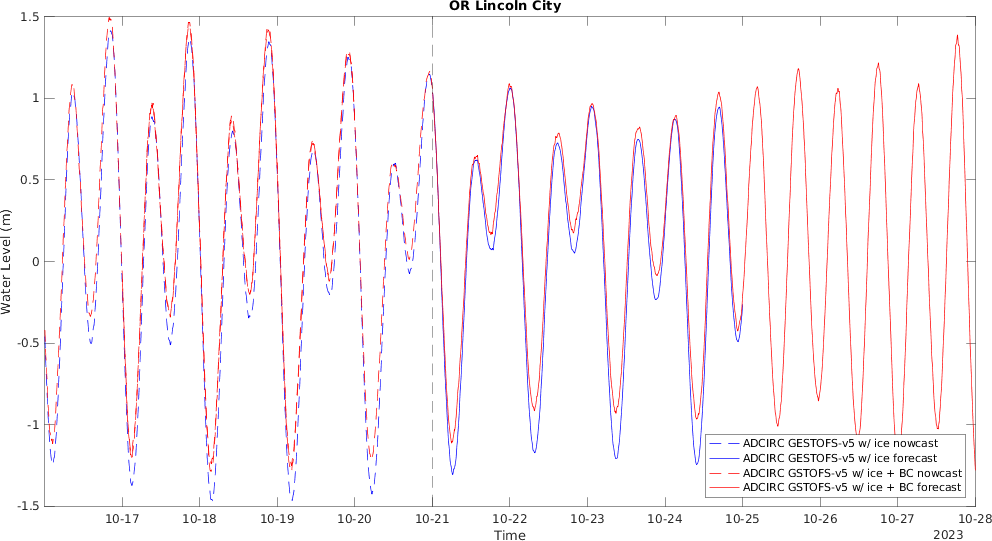 OR Lincoln City
1.5
1
0.5
0
-0.5
-1
-1.5
Water Level (m)
10-17
10-18
10-19
10-20
10-21
10-22
10-23
10-24
10-25
10-26
10-27
10-28
Time
2023
ADCIRC GESTOFS-v5 w/ ice nowcast
ADCIRC GESTOFS-v5 w/ ice forecast
ADCIRC GSTOFS-v5 w/ ice + BC nowcast
ADCIRC GSTOFS-v5 w/ ice + BC forecast